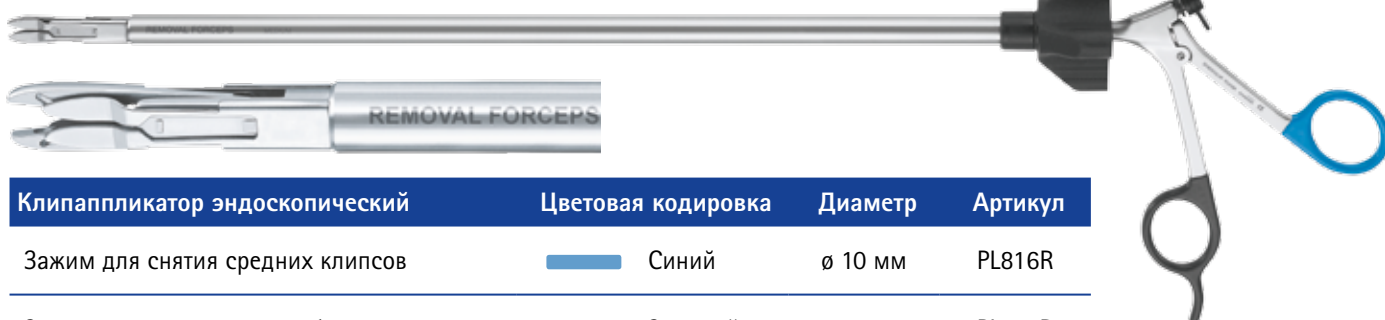 REMOVAL FORCEPS
REMOVAL FORCEPS
Клипаппликатор эндоскопический Цветовая кодировка Диаметр Артикул
Зажим для снятия средних клипсов Синий ø 10 мм PL816R